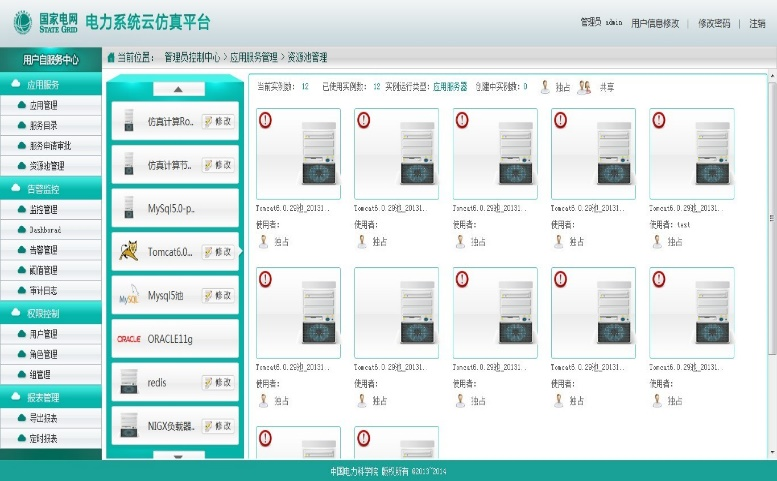 国家电网
STATE GRID
电力系统云仿真平台
管理员 admin 用户信息修改 | 修改密码 | 注销
用户自服务中心
当前位置: 管理员控制中心 > 应用服务管理 > 资源池管理
应用服务
应用管理
服务目录
服务申请审批
资源池管理
告警监控
监控管理
Dashborad
告警管理
阈值管理
审计日志
权限控制
用户管理
角色管理
组管理
报表管理
导出报表
定时报表
仿真计算Ro.. 修改
仿真计算节.. 修改
MySql5.0-p..
Tomcat6.0... 修改
MySQL Mysql5池 修改
ORACLE ORACLE11g
redis 修改
NIGX负载器.. 修改
当前实例数: 12 已使用实例数: 12 实例运行类型: 应用服务器 创建中实例数: 0 独占 共享
Tomcat6.0.29池_20131.. Tomcat6.0.29池_20131.. Tomcat6.0.29池_20131.. Tomcat6.0.29池_20131.. Tomcat6.0.29池_20131..
使用者: 使用者: 使用者: 使用者: 使用者: test
独占 独占 独占 独占 独占
Tomcat6.0.29池_20131.. Tomcat6.0.29池_20131.. Tomcat6.0.29池_20131.. Tomcat6.0.29池_20131.. Tomcat6.0.29池_20131..
使用者: 使用者: 使用者: 使用者: 使用者:
独占 独占 独占 独占 独占
中国电力科学院 版权所有 ©2013~2014